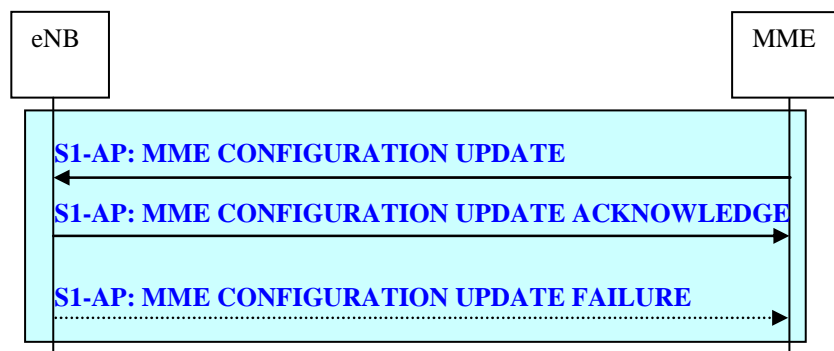 eNB
MME
S1-AP: MME CONFIGURATION UPDATE
S1-AP: MME CONFIGURATION UPDATE ACKNOWLEDGE
S1-AP: MME CONFIGURATION UPDATE FAILURE